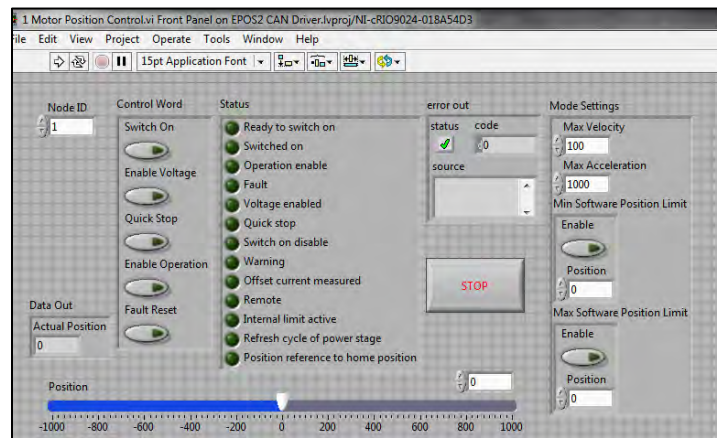 1 Motor Position Control.vi Front Panel on EPOS2 CAN Driver.lvproj/NI-cRIO9024-018A54D3
File Edit View Project Operate Tools Window Help
15pt Application Font
Node ID
1
Control Word
Switch On
Enable Voltage
Quick Stop
Enable Operation
Fault Reset
Status
Ready to switch on
Switched on
Operation enable
Fault
Voltage enabled
Quick stop
Switch on disable
Warning
Offset current measured
Remote
Internal limit active
Refresh cycle of power stage
Position reference to home position
error out
status code
0
source
STOP
Mode Settings
Max Velocity
100
Max Acceleration
1000
Min Software Position Limit
Enable
Position
0
Max Software Position Limit
Enable
Position
0
Data Out
Actual Position
0
Position
0
-1000 -800 -600 -400 -200 0 200 400 600 800 1000